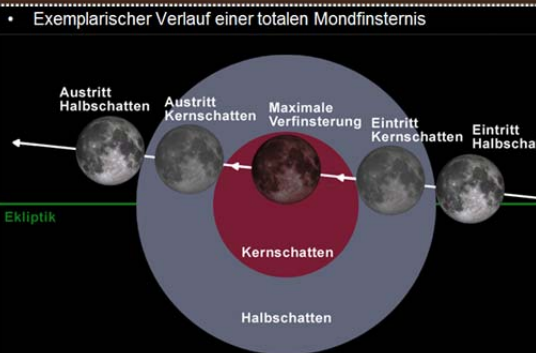 • Exemplarischer Verlauf einer totalen Mondfinsternis
Austritt
Halbschatten
Austritt
Kernschatten
Maximale
Verfinsterung
Eintritt
Kernschatten
Eintritt
Halbscha
Ekliptik
Kernschatten
Halbschatten